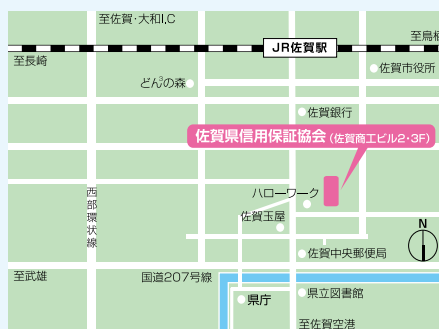 至佐賀・大和I.C
JR佐賀駅
至鳥栖
至長崎
佐賀市役所
どん³の森
佐賀銀行
佐賀県信用保証協会(佐賀商工ビル2・3F)
西部環状線
ハローワーク
佐賀玉屋
N
佐賀中央郵便局
至武雄
国道207号線
県庁
県立図書館
至佐賀空港